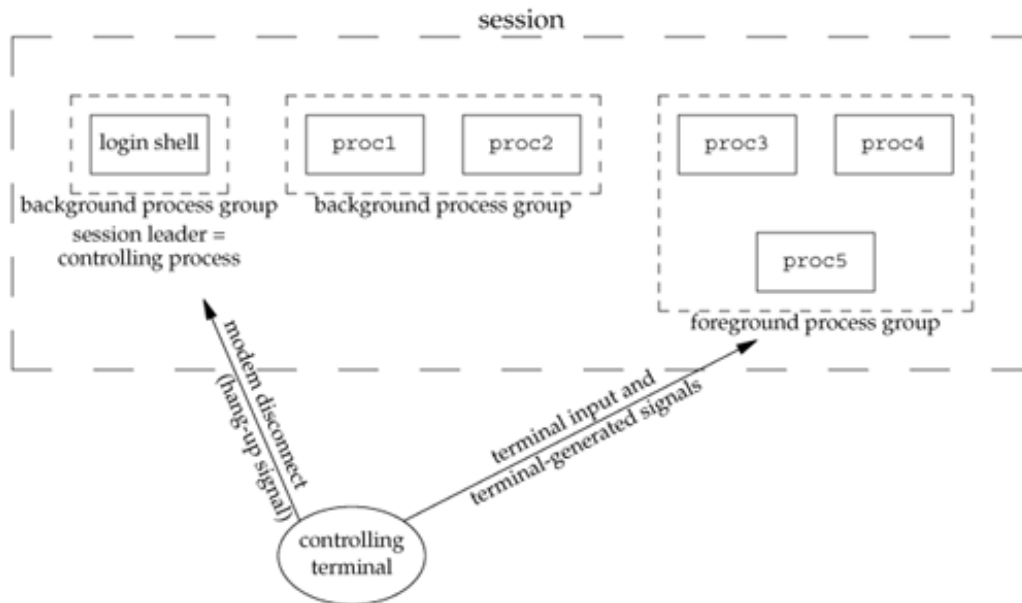 session
login shell
proc1
proc2
proc3
proc4
background process group
session leader =
controlling process
background process group
proc5
foreground process group
modem disconnect
(hang-up signal)
terminal input and
terminal-generated signals
controlling
terminal